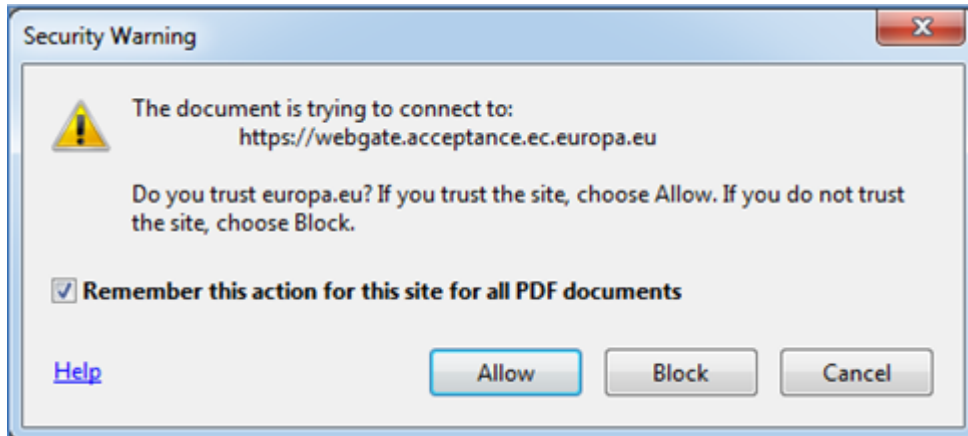 Security Warning
The document is trying to connect to:
https://webgate.acceptance.ec.europa.eu
Do you trust europa.eu? If you trust the site, choose Allow. If you do not trust
the site, choose Block.
Remember this action for this site for all PDF documents
Help
Allow
Block
Cancel